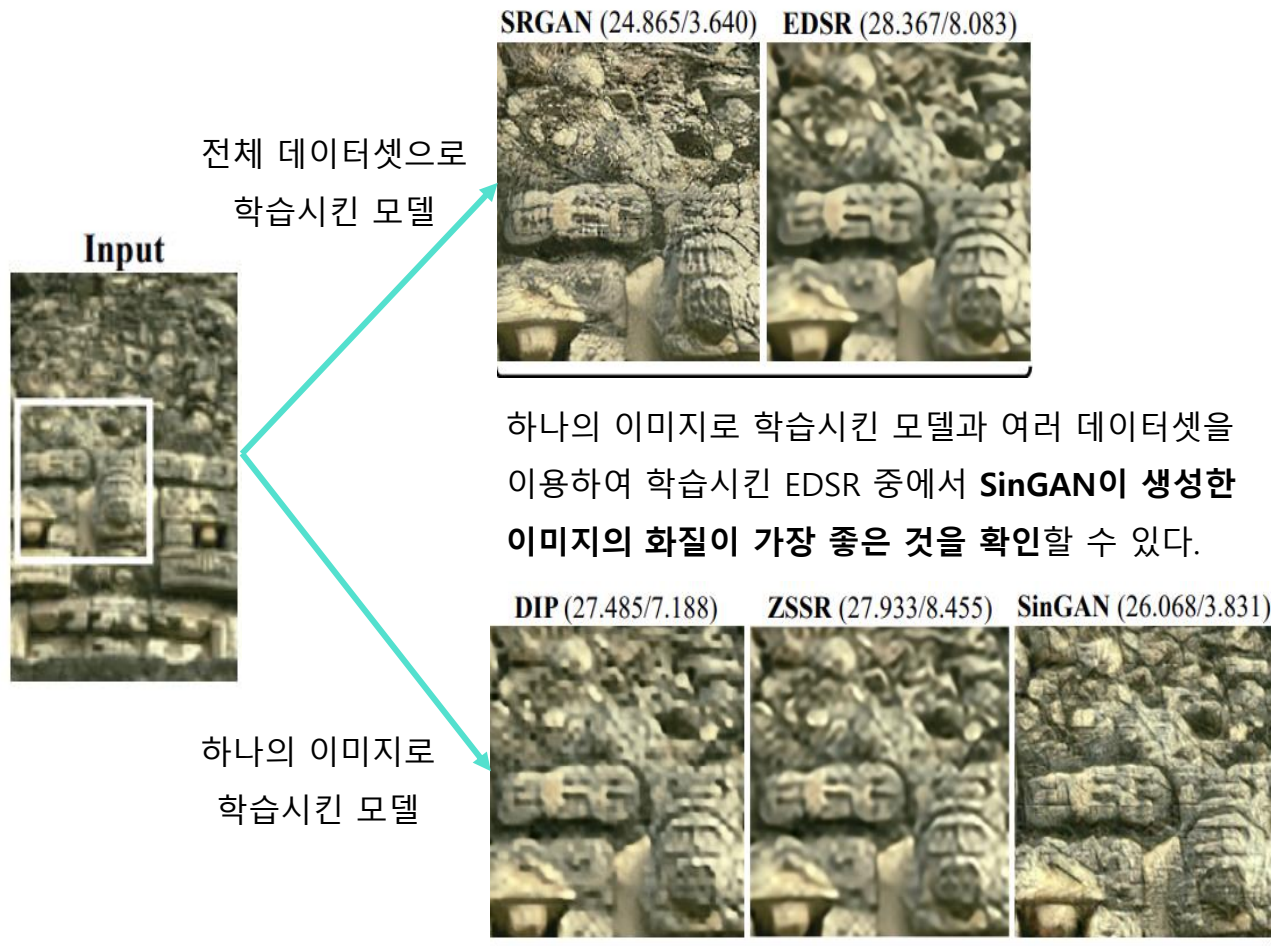 SRGAN (24.865/3.640) EDSR (28.367/8.083)
전체 데이터셋으로
학습시킨 모델
Input
하나의 이미지로 학습시킨 모델과 여러 데이터셋을
이용하여 학습시킨 EDSR 중에서 SinGAN이 생성한
이미지의 화질이 가장 좋은 것을 확인할 수 있다.
DIP (27.485/7.188) ZSSR (27.933/8.455) SinGAN (26.068/3.831)
하나의 이미지로
학습시킨 모델